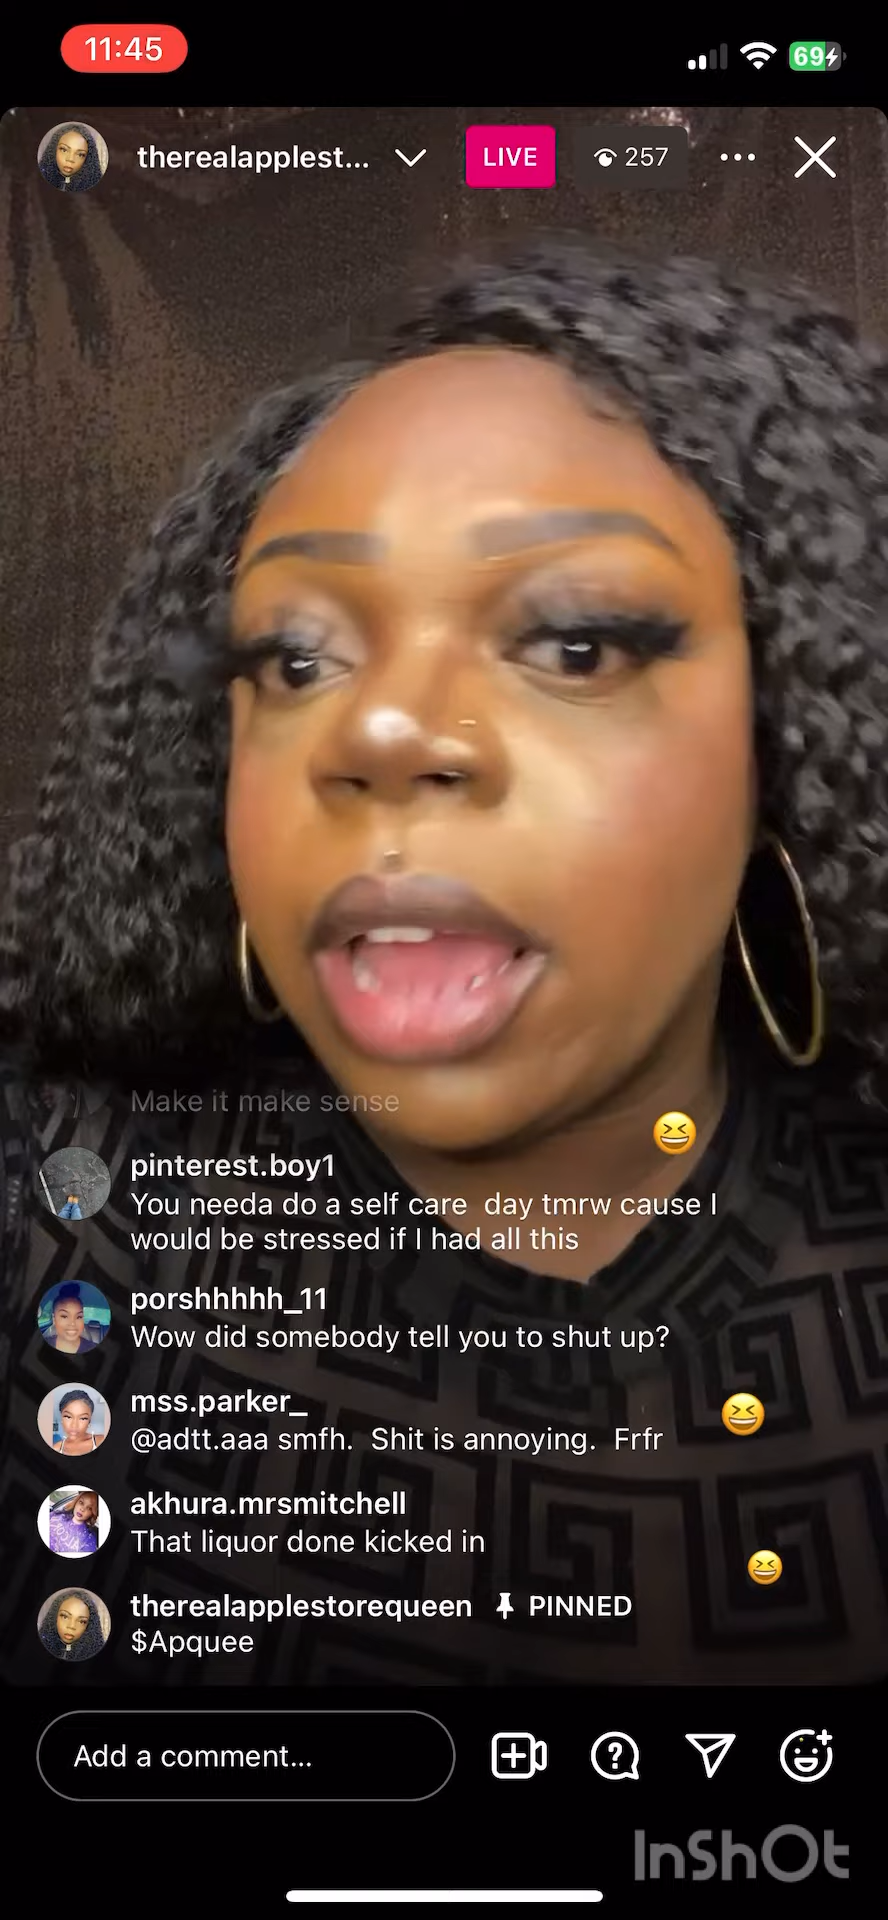 11:45
69
therealapplest...
LIVE
257
Make it make sense
pinterest.boy1
You needa do a self care  day tmrw cause I
would be stressed if I had all this
porshhhhh_11
Wow did somebody tell you to shut up?
mss.parker_
@adtt.aaa smfh.  Shit is annoying.  Frfr
akhura.mrsmitchell
That liquor done kicked in
therealapplestorequeen PINNED
$Apquee
Add a comment...
InShOt